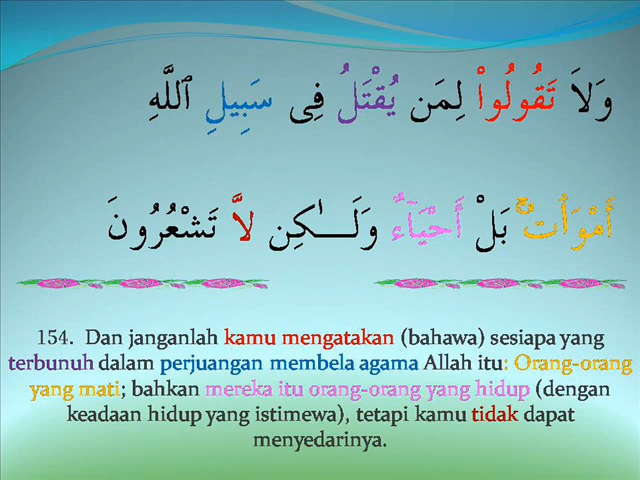 وَلَا تَقُولُوا۟ لِمَن يُقْتَلُ فِى سَبِيلِ ٱللَّهِ
أَمْوَٰتٌۢ ۚ بَلْ أَحْيَآءٌ وَلَـٰكِن لَّا تَشْعُرُونَ
154. Dan janganlah kamu mengatakan (bahawa) sesiapa yang
terbunuh dalam perjuangan membela agama Allah itu: Orang-orang
yang mati; bahkan mereka itu orang-orang yang hidup (dengan
keadaan hidup yang istimewa), tetapi kamu tidak dapat
menyedarinya.